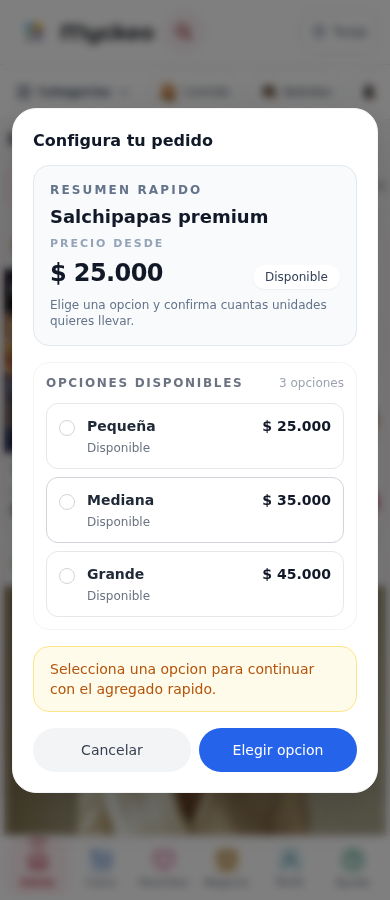 Myckeo
Categorias
Configura tu pedido
RESUMEN RAPIDO
Salchipapas premium
PRECIO DESDE
$ 25.000
Disponible
Elige una opcion y confirma cuantas unidades
quieres llevar.
OPCIONES DISPONIBLES
3 opciones
Pequeña
$ 25.000
Disponible
Mediana
$ 35.000
Disponible
Grande
$ 45.000
Disponible
Selecciona una opcion para continuar
con el agregado rapido.
Cancelar
Elegir opcion